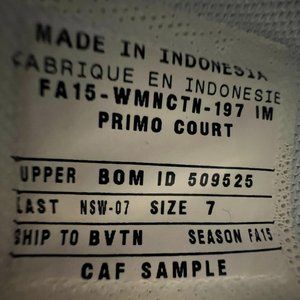 MADE IN INDONESIA
FABRIQUE EN INDONESIE
FA15-WMNCTN-197 IM
PRIMO COURT
UPPER BOM ID 509525
LAST NSW-07 SIZE 7
SHIP TO BVTN SEASON FA15
CAF SAMPLE